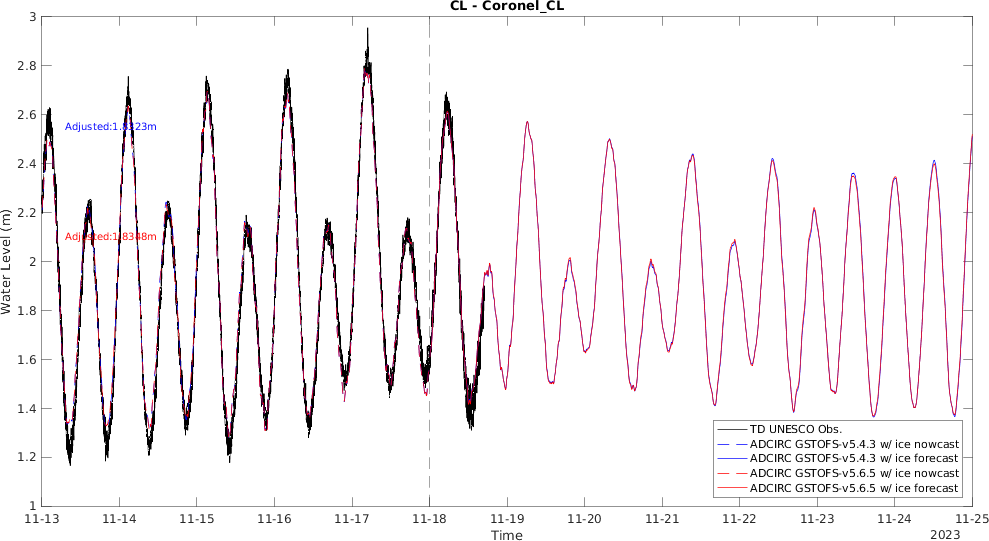 CL - Coronel_CL
3
2.8
2.6
2.4
2.2
2
1.8
1.6
1.4
1.2
1
Water Level (m)
Adjusted:1.8323m
Adjusted:1.8348m
TD UNESCO Obs.
ADCIRC GSTOFS-v5.4.3 w/ ice nowcast
ADCIRC GSTOFS-v5.4.3 w/ ice forecast
ADCIRC GSTOFS-v5.6.5 w/ ice nowcast
ADCIRC GSTOFS-v5.6.5 w/ ice forecast
11-13 11-14 11-15 11-16 11-17 11-18 11-19 11-20 11-21 11-22 11-23 11-24 11-25
Time
2023